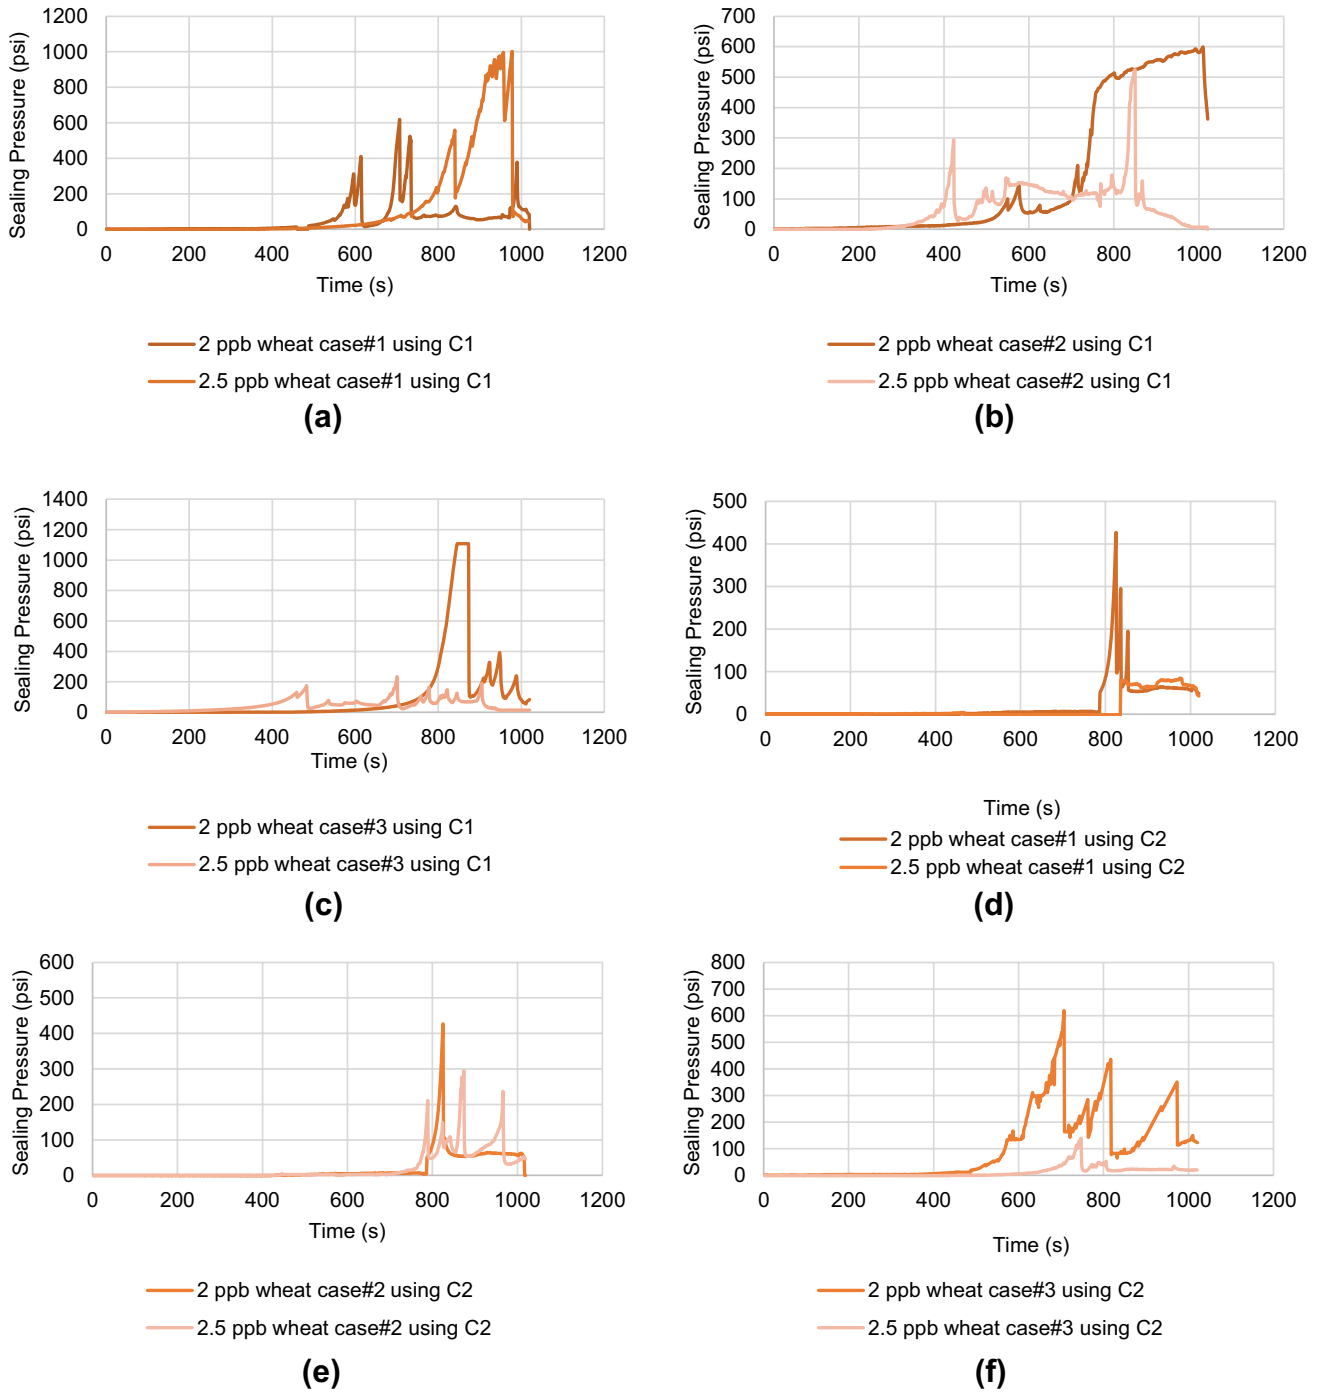 Sealing Pressure (psi)
1200
1000
800
600
400
200
0
0 200 400 600 800 1000 1200
Time (s)
2 ppb wheat case#1 using C1
2.5 ppb wheat case#1 using C1
(a)
Sealing Pressure (psi)
700
600
500
400
300
200
100
0
0 200 400 600 800 1000 1200
Time (s)
2 ppb wheat case#2 using C1
2.5 ppb wheat case#2 using C1
(b)
Sealing Pressure (psi)
1400
1200
1000
800
600
400
200
0
0 200 400 600 800 1000 1200
Time (s)
2 ppb wheat case#3 using C1
2.5 ppb wheat case#3 using C1
(c)
Sealing Pressure (psi)
500
400
300
200
100
0
0 200 400 600 800 1000 1200
Time (s)
2 ppb wheat case#1 using C2
2.5 ppb wheat case#1 using C2
(d)
Sealing Pressure (psi)
600
500
400
300
200
100
0
0 200 400 600 800 1000 1200
Time (s)
2 ppb wheat case#2 using C2
2.5 ppb wheat case#2 using C2
(e)
Sealing Pressure (psi)
800
700
600
500
400
300
200
100
0
0 200 400 600 800 1000 1200
Time (s)
2 ppb wheat case#3 using C2
2.5 ppb wheat case#3 using C2
(f)